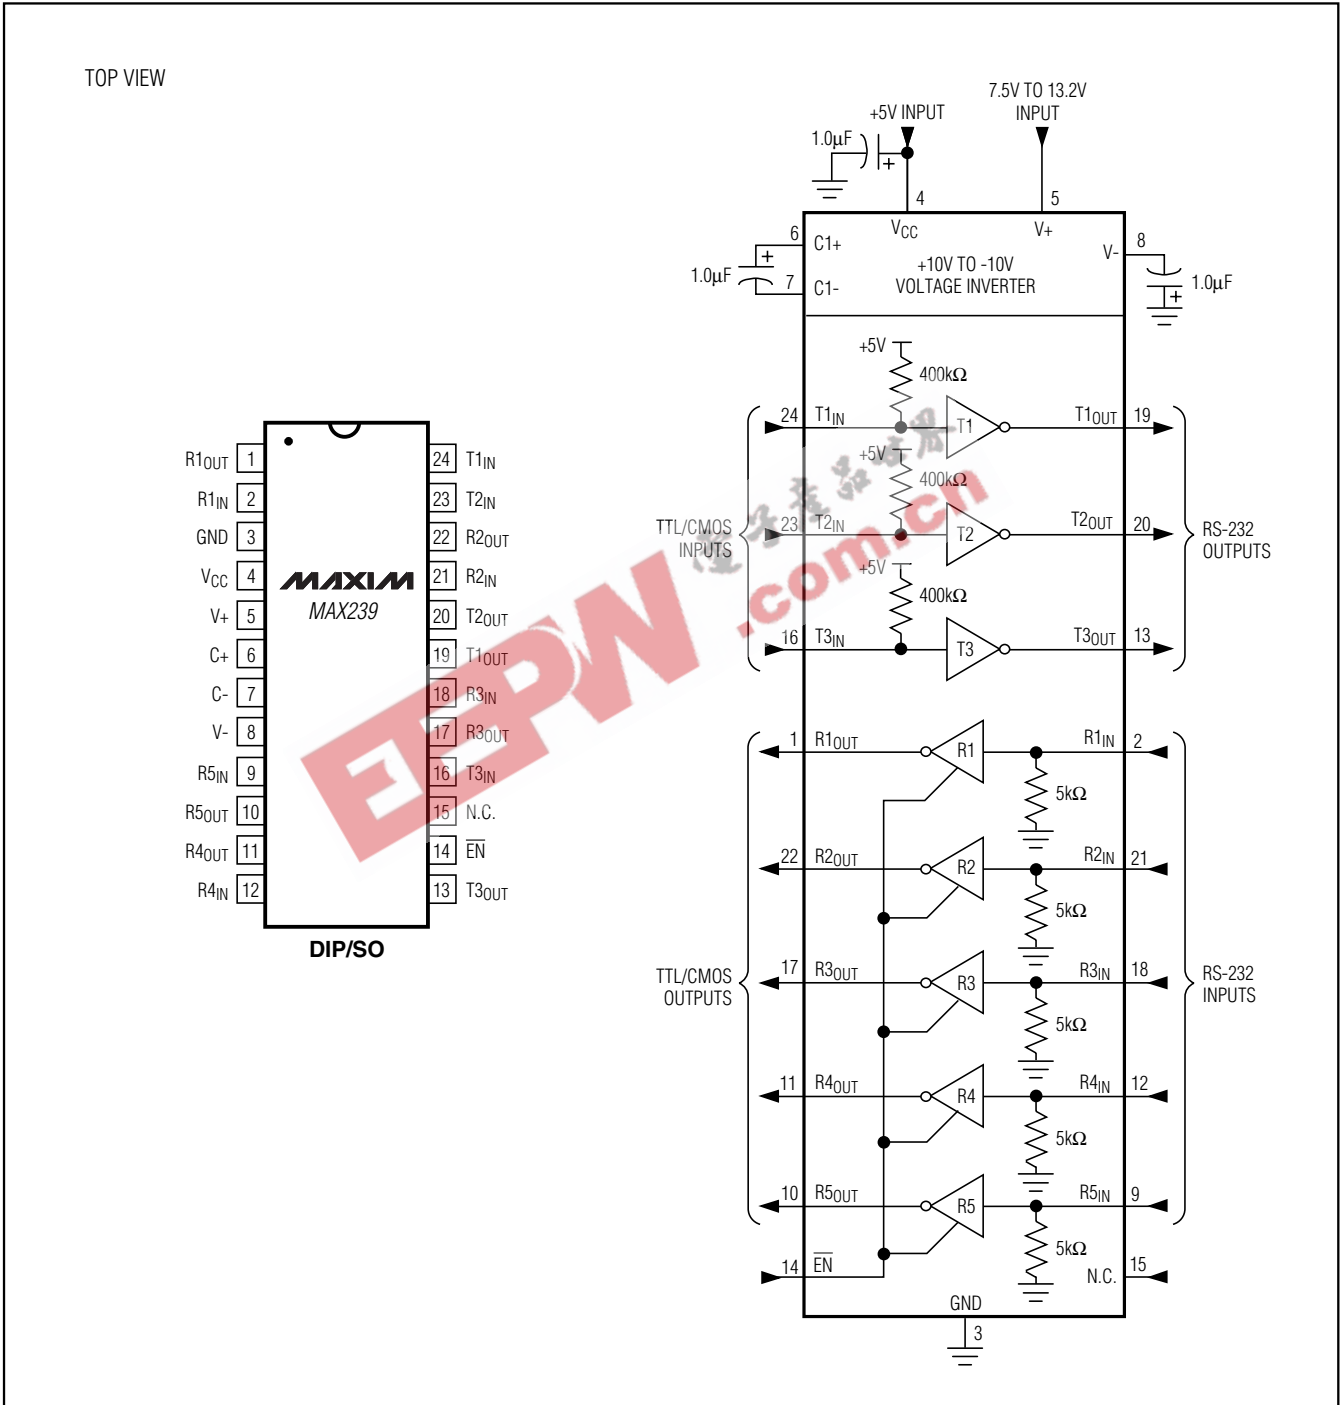 TOP VIEW
R1OUT 1
R1IN 2
GND 3
VCC 4
V+ 5
C+ 6
C- 7
V- 8
R5IN 9
R5OUT 10
R4OUT 11
R4IN 12
MAXIM
MAX239
24 T1IN
23 T2IN
22 R2OUT
21 R2IN
20 T2OUT
19 T1OUT
18 R3IN
17 R3OUT
16 T3IN
15 N.C.
14 EN
13 T3OUT
DIP/SO
+5V INPUT
7.5V TO 13.2V
INPUT
1.0μF
+
4
5
VCC
V+
6
C1+
1.0μF
+
7
C1-
+10V TO -10V
VOLTAGE INVERTER
V-
8
1.0μF
+
+5V
400kΩ
24 T1IN
T1
T1OUT 19
+5V
400kΩ
TTL/CMOS
INPUTS
23 T2IN
T2
T2OUT 20
RS-232
OUTPUTS
+5V
400kΩ
16 T3IN
T3
T3OUT 13
1 R1OUT
R1
R1IN 2
5kΩ
22 R2OUT
R2
R2IN 21
5kΩ
TTL/CMOS
OUTPUTS
17 R3OUT
R3
R3IN 18
RS-232
INPUTS
5kΩ
11 R4OUT
R4
R4IN 12
5kΩ
10 R5OUT
R5
R5IN 9
5kΩ
14 EN
N.C. 15
GND
3
EEPW
.com.cn
电子产品世界